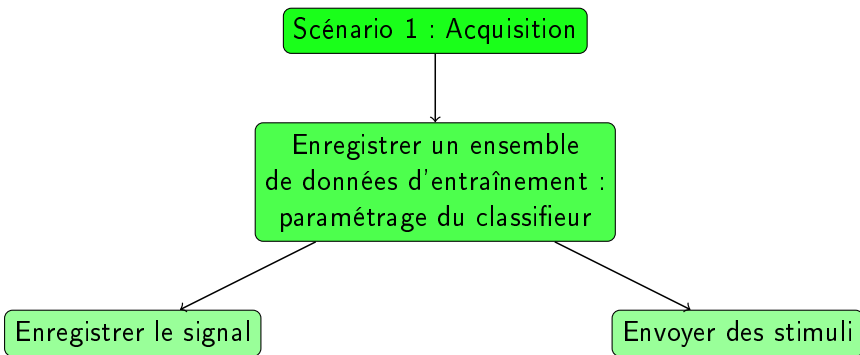 Scénario 1 : Acquisition
Enregistrer un ensemble
de données d'entraînement :
paramétrage du classifieur
Enregistrer le signal
Envoyer des stimuli